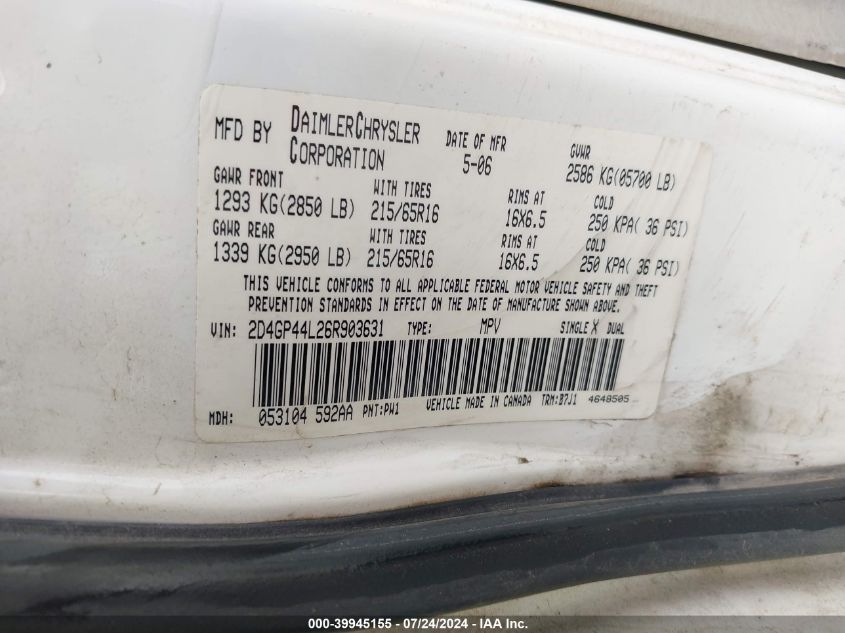 MFD BY DAIMLERCHRYSLER CORPORATION DATE OF MFR 5-06 GVWR 2586 KG(05700 LB)
GAWR FRONT WITH TIRES RIMS AT COLD
1293 KG(2850 LB) 215/65R16 16X6.5 250 KPA( 36 PSI)
GAWR REAR WITH TIRES RIMS AT COLD
1339 KG(2950 LB) 215/65R16 16X6.5 250 KPA( 36 PSI)
THIS VEHICLE CONFORMS TO ALL APPLICABLE FEDERAL MOTOR VEHICLE SAFETY AND THEFT
PREVENTION STANDARDS IN EFFECT ON THE DATE OF MANUFACTURE SHOWN ABOVE.
VIN: 2D4GP44L26R903631 TYPE: MPV SINGLE X DUAL
MDH: 053104 592AA PNT:PW1 VEHICLE MADE IN CANADA TRM:B7J1 4648505
000-39945155 - 07/24/2024 - IAA Inc.